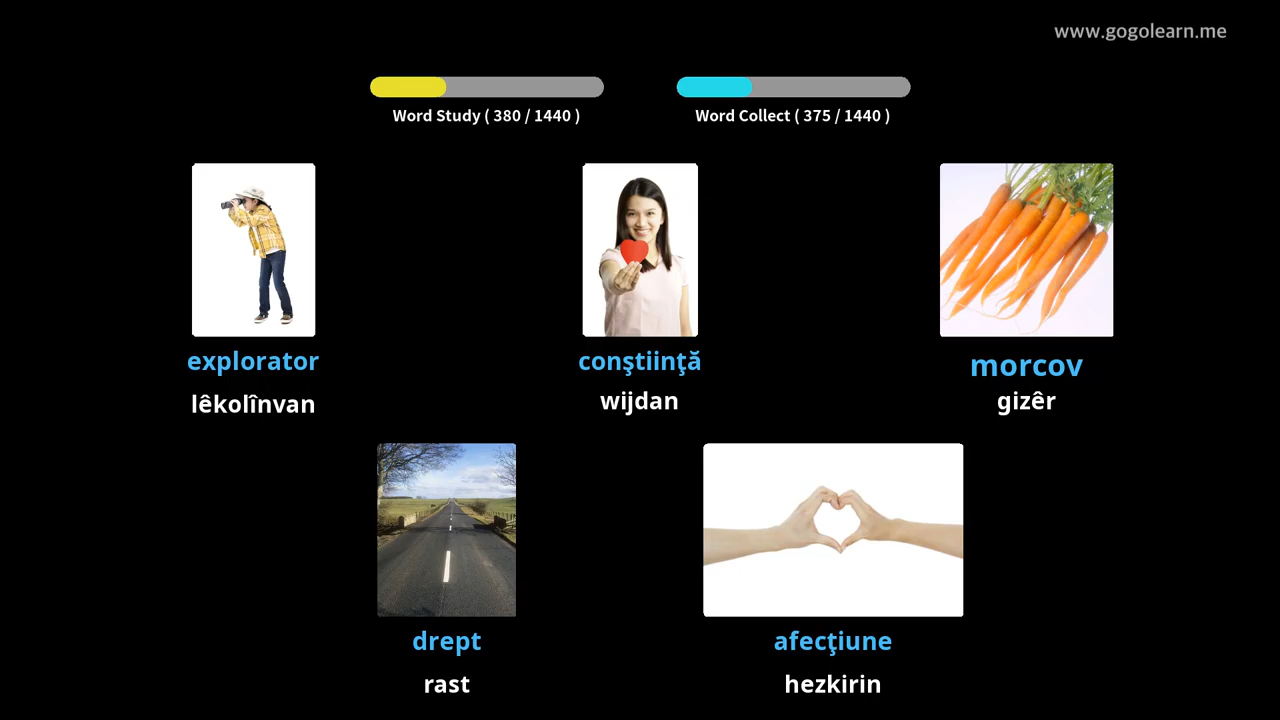 www.gogolearn.me
Word Study ( 380 / 1440 )
Word Collect ( 375 / 1440 )
explorator
lêkolînvan
conştiinţă
wijdan
morcov
gizêr
drept
rast
afecţiune
hezkirin